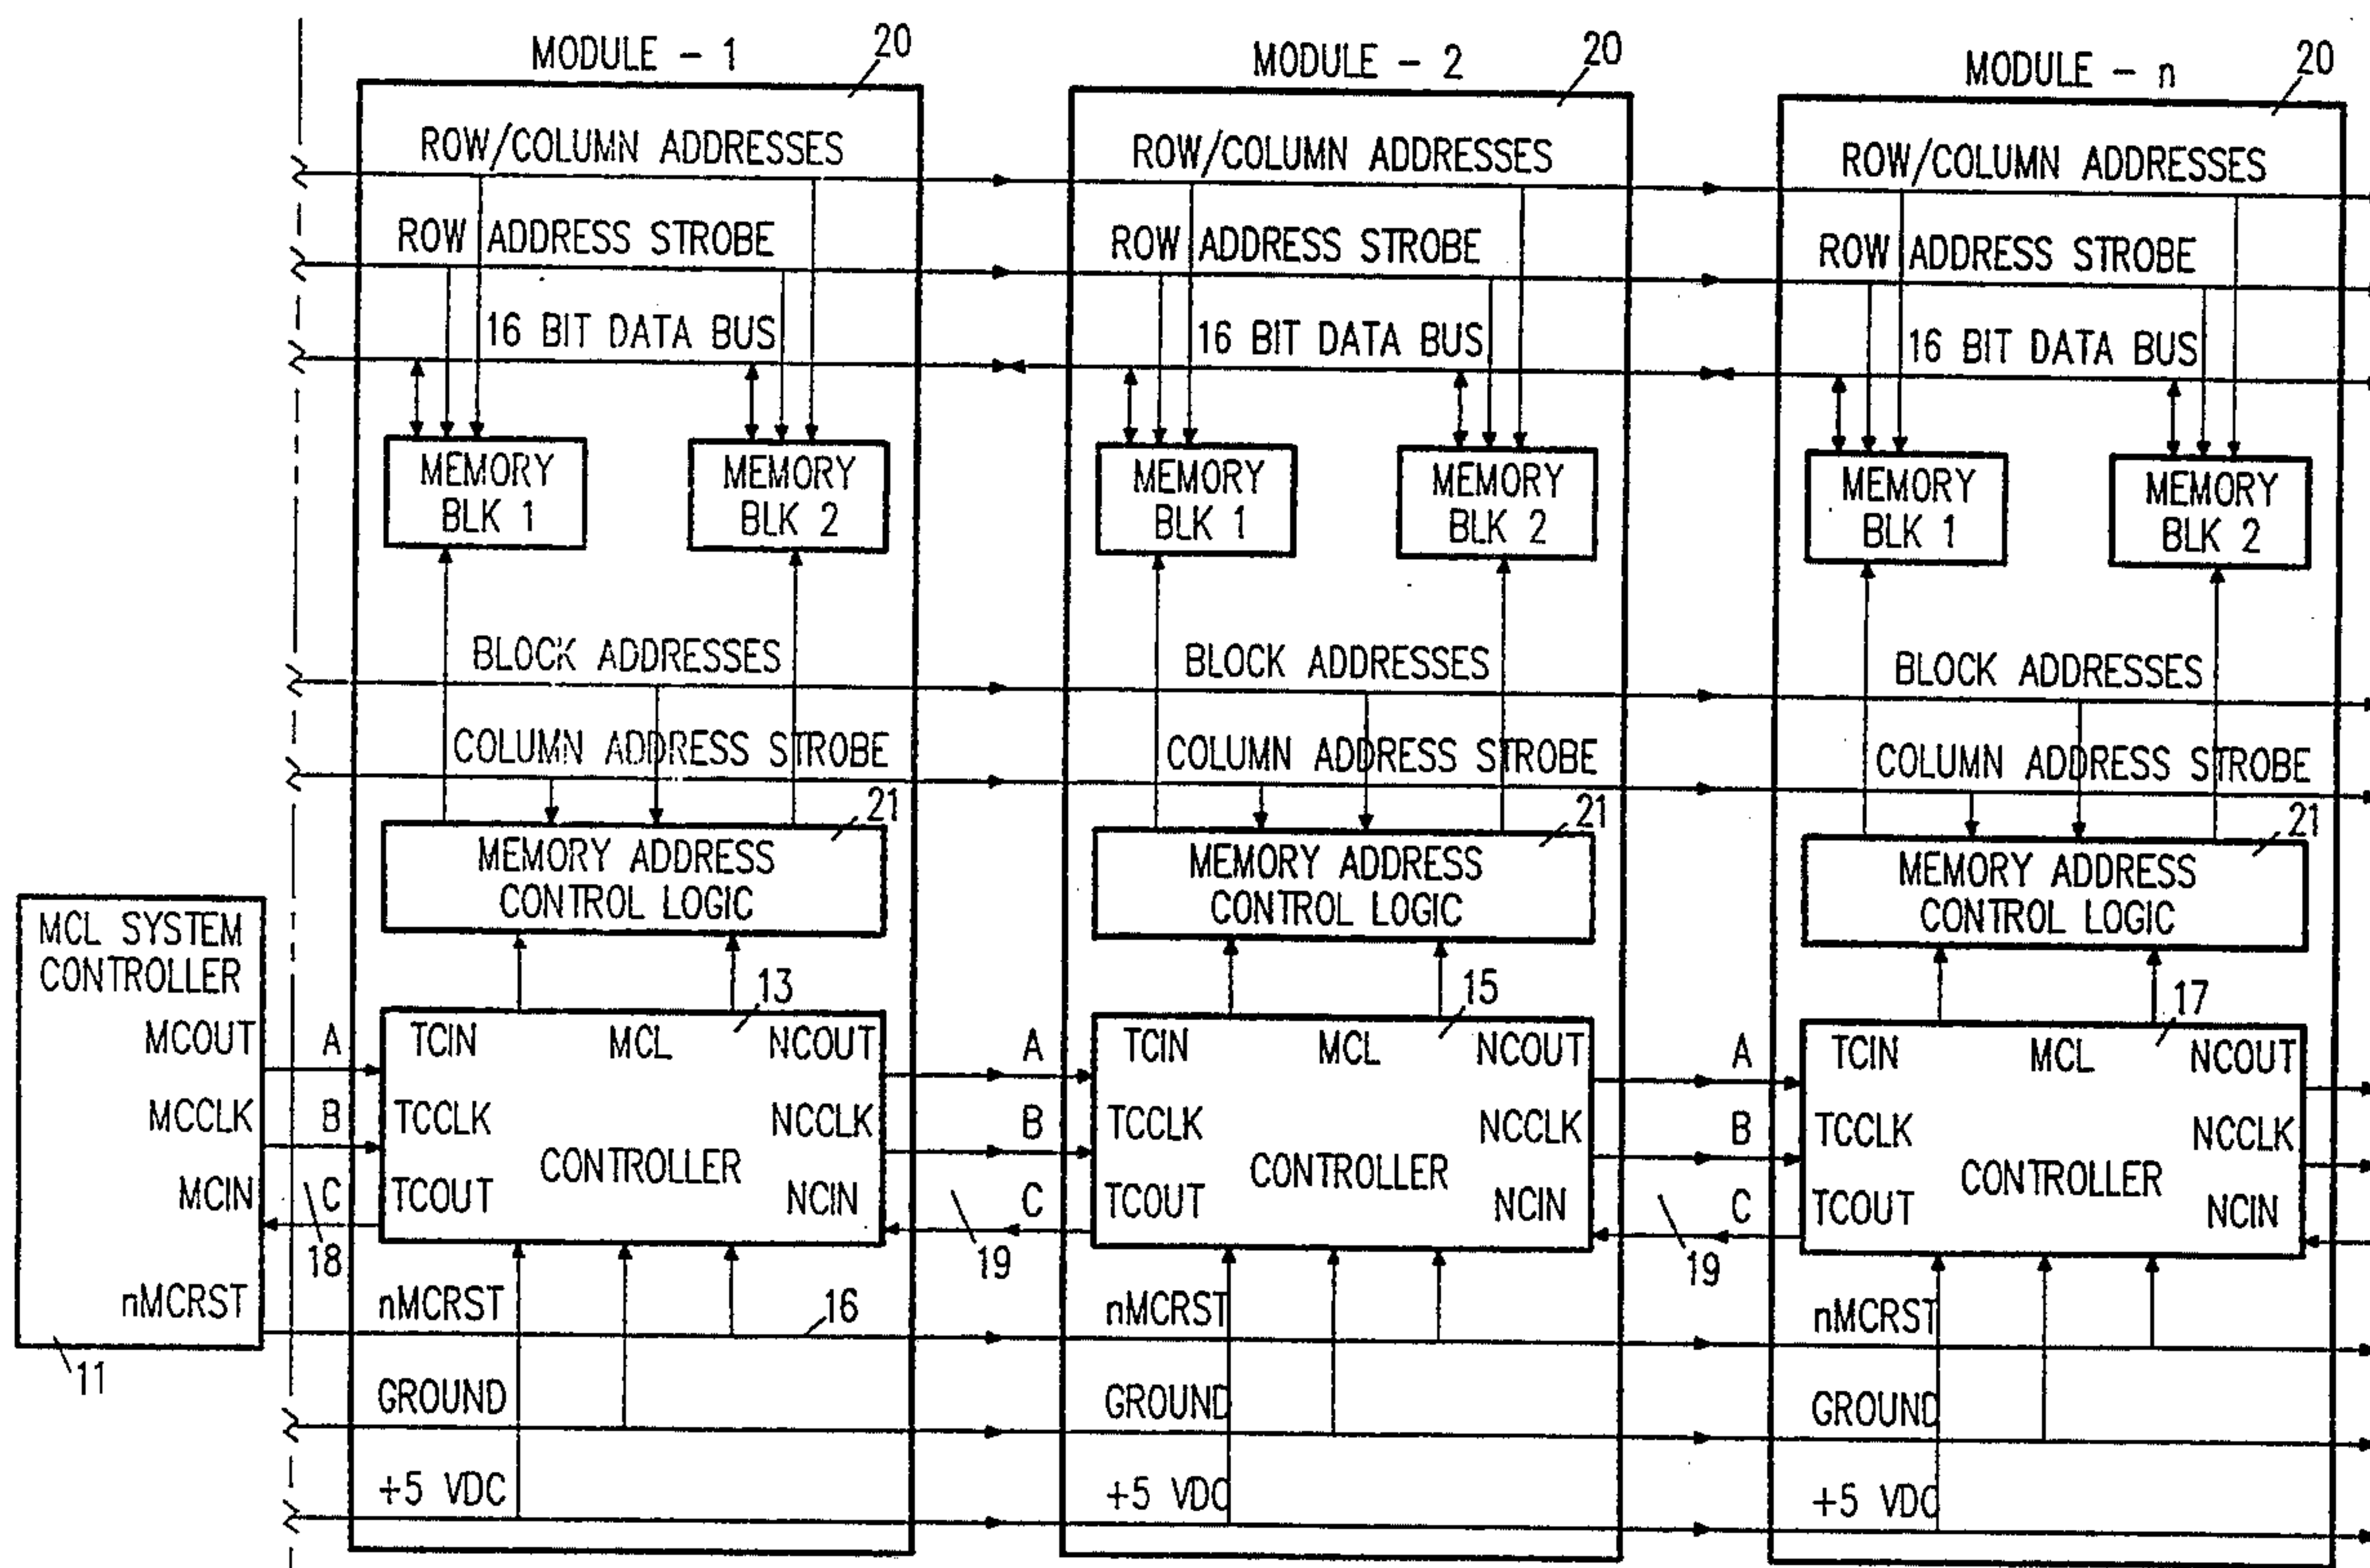 MODULE - 1
20
ROW/COLUMN ADDRESSES
ROW ADDRESS STROBE
16 BIT DATA BUS
MEMORY
BLK 1
MEMORY
BLK 2
BLOCK ADDRESSES
COLUMN ADDRESS STROBE
21
MEMORY ADDRESS
CONTROL LOGIC
MCL SYSTEM
CONTROLLER
MCOUT
MCCLK
MCIN
nMCRST
11
A
B
C
18
13
TCIN
MCL
NCOUT
TCCLK
NCCLK
CONTROLLER
TCOUT
NCIN
nMCRST
16
GROUND
+5 VDC
MODULE - 2
20
ROW/COLUMN ADDRESSES
ROW ADDRESS STROBE
16 BIT DATA BUS
MEMORY
BLK 1
MEMORY
BLK 2
BLOCK ADDRESSES
COLUMN ADDRESS STROBE
21
MEMORY ADDRESS
CONTROL LOGIC
A
B
C
19
15
TCIN
MCL
NCOUT
TCCLK
NCCLK
CONTROLLER
TCOUT
NCIN
nMCRST
GROUND
+5 VDC
MODULE - n
20
ROW/COLUMN ADDRESSES
ROW ADDRESS STROBE
16 BIT DATA BUS
MEMORY
BLK 1
MEMORY
BLK 2
BLOCK ADDRESSES
COLUMN ADDRESS STROBE
21
MEMORY ADDRESS
CONTROL LOGIC
A
B
C
19
17
TCIN
MCL
NCOUT
TCCLK
NCCLK
CONTROLLER
TCOUT
NCIN
nMCRST
GROUND
+5 VDC